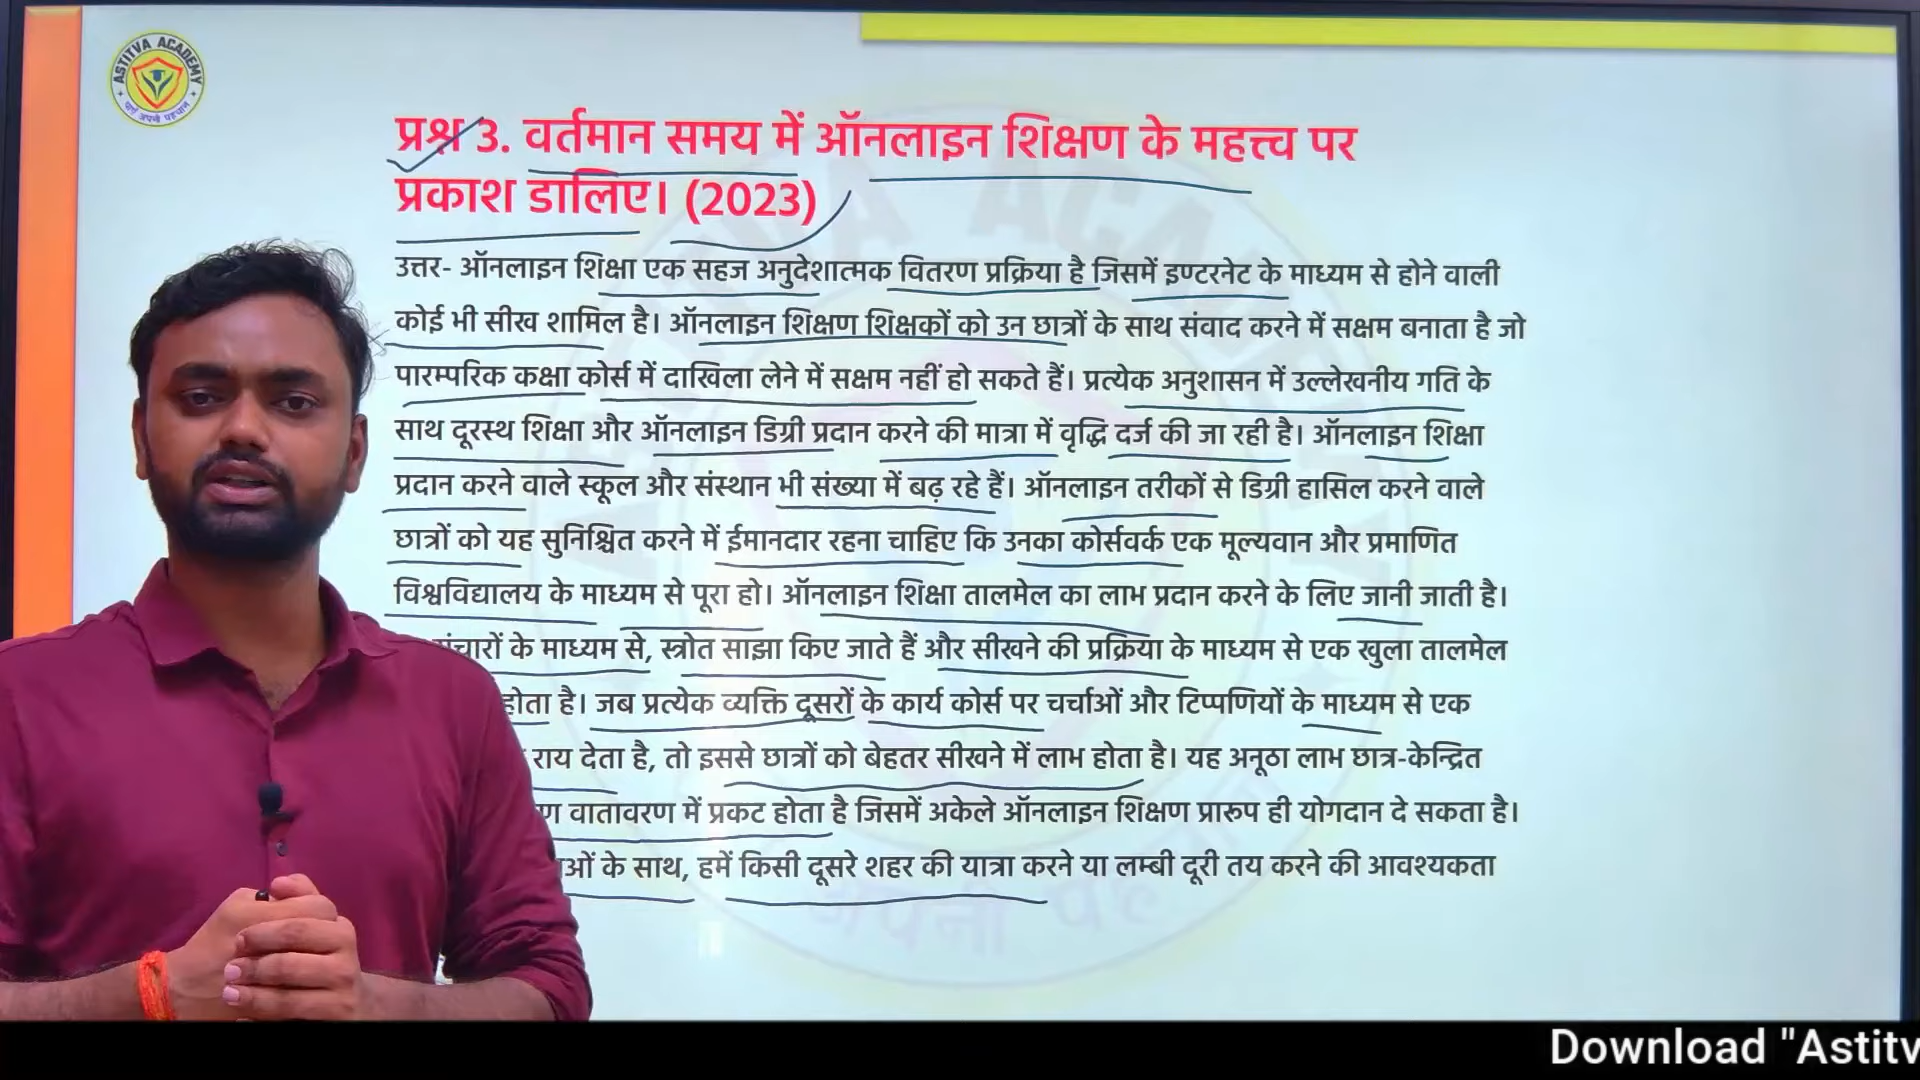 ASTITVA ACADEMY
प्रश्न 3. वर्तमान समय में ऑनलाइन शिक्षण के महत्त्व पर
प्रकाश डालिए। (2023)
उत्तर- ऑनलाइन शिक्षा एक सहज अनुदेशात्मक वितरण प्रक्रिया है जिसमें इण्टरनेट के माध्यम से होने वाली
कोई भी सीख शामिल है। ऑनलाइन शिक्षण शिक्षकों को उन छात्रों के साथ संवाद करने में सक्षम बनाता है जो
पारम्परिक कक्षा कोर्स में दाखिला लेने में सक्षम नहीं हो सकते हैं। प्रत्येक अनुशासन में उल्लेखनीय गति के
साथ दूरस्थ शिक्षा और ऑनलाइन डिग्री प्रदान करने की मात्रा में वृद्धि दर्ज की जा रही है। ऑनलाइन शिक्षा
प्रदान करने वाले स्कूल और संस्थान भी संख्या में बढ़ रहे हैं। ऑनलाइन तरीकों से डिग्री हासिल करने वाले
छात्रों को यह सुनिश्चित करने में ईमानदार रहना चाहिए कि उनका कोर्सवर्क एक मूल्यवान और प्रमाणित
विश्वविद्यालय के माध्यम से पूरा हो। ऑनलाइन शिक्षा तालमेल का लाभ प्रदान करने के लिए जानी जाती है।
के माध्यम से, स्त्रोत साझा किए जाते हैं और सीखने की प्रक्रिया के माध्यम से एक खुला तालमेल
होता है। जब प्रत्येक व्यक्ति दूसरों के कार्य कोर्स पर चर्चाओं और टिप्पणियों के माध्यम से एक
राय देता है, तो इससे छात्रों को बेहतर सीखने में लाभ होता है। यह अनूठा लाभ छात्र-केन्द्रित
वातावरण में प्रकट होता है जिसमें अकेले ऑनलाइन शिक्षण प्रारूप ही योगदान दे सकता है।
के साथ, हमें किसी दूसरे शहर की यात्रा करने या लम्बी दूरी तय करने की आवश्यकता
Download "Astitv